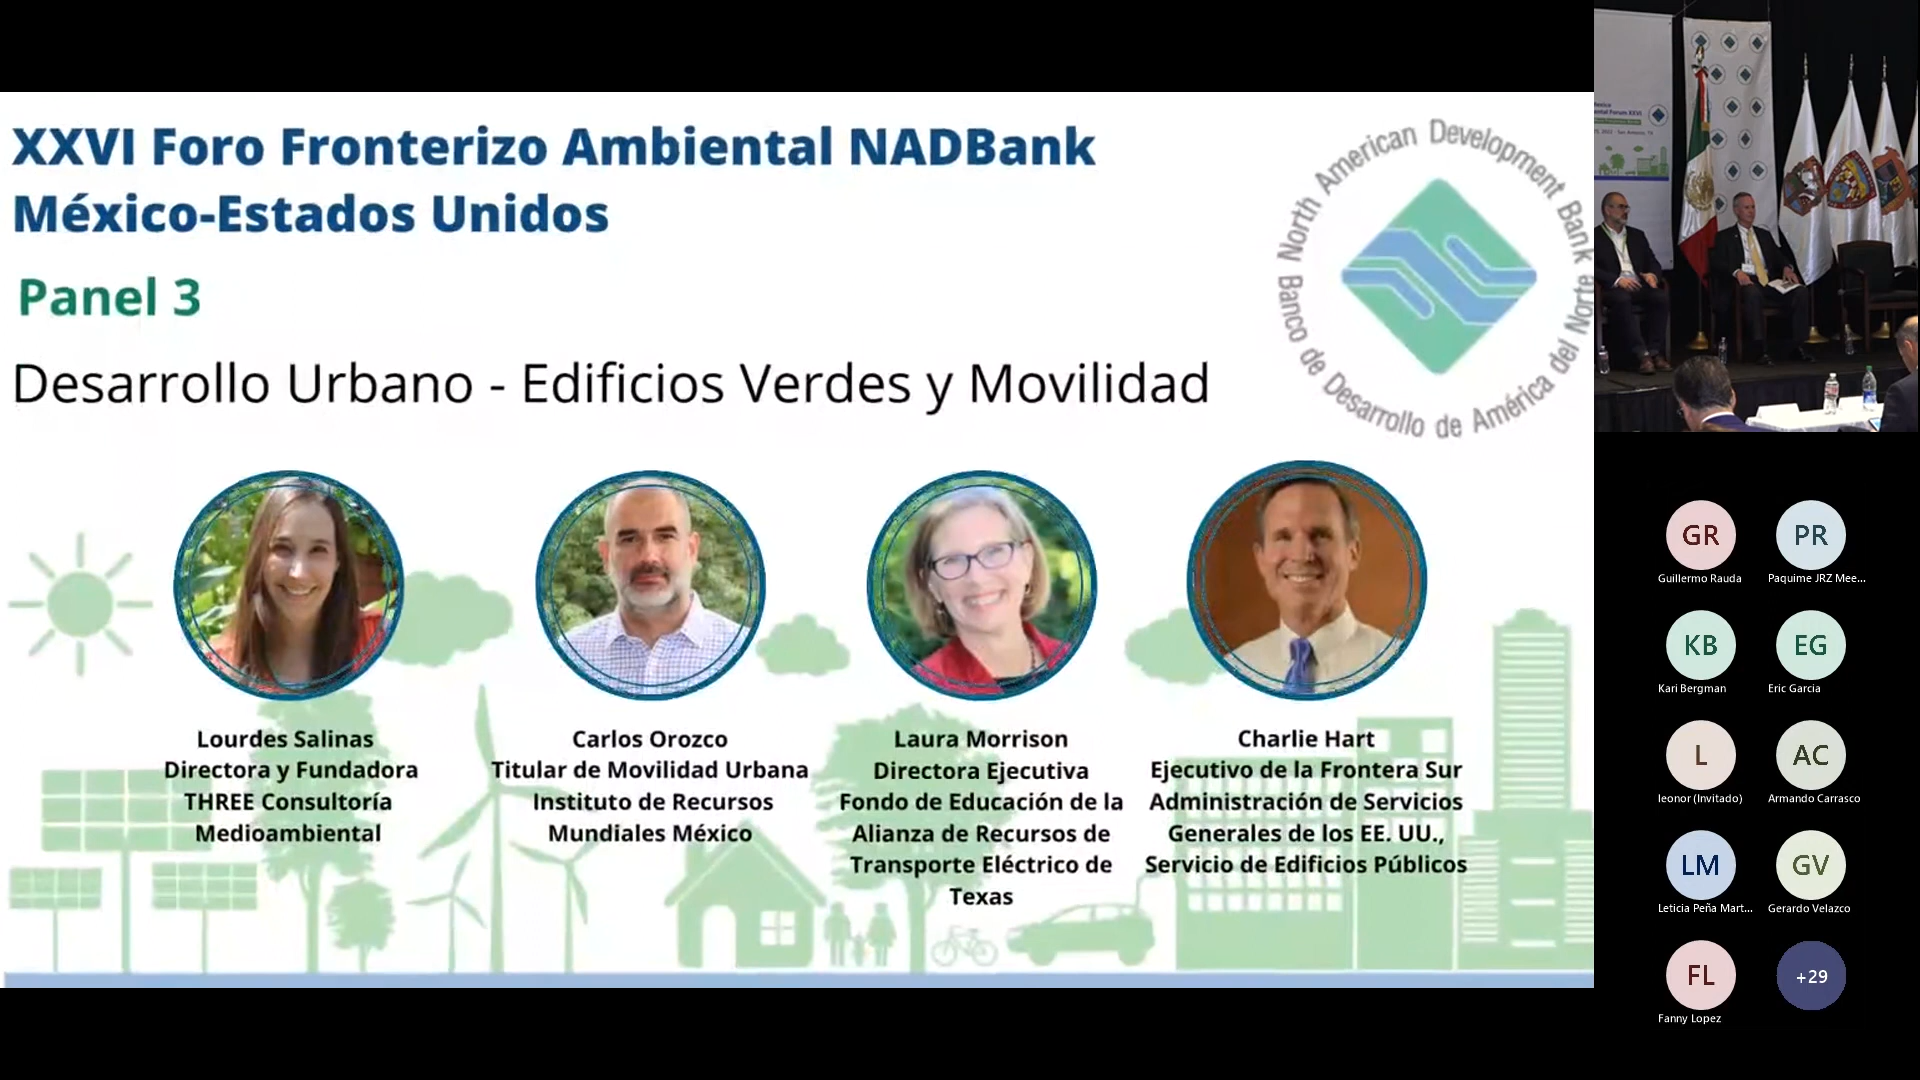 XXVI Foro Fronterizo Ambiental NADBank
México-Estados Unidos
Panel 3
Desarrollo Urbano - Edificios Verdes y Movilidad
North American Development Bank
Banco de Desarrollo de América del Norte
Lourdes Salinas
Directora y Fundadora
THREE Consultoría
Medioambiental
Carlos Orozco
Titular de Movilidad Urbana
Instituto de Recursos
Mundiales México
Laura Morrison
Directora Ejecutiva
Fondo de Educación de la
Alianza de Recursos de
Transporte Eléctrico de
Texas
Charlie Hart
Ejecutivo de la Frontera Sur
Administración de Servicios
Generales de los EE. UU.,
Servicio de Edificios Públicos
GR
Guillermo Rauda
PR
Paquime JRZ Mee...
KB
Kari Bergman
EG
Eric Garcia
L
leonor (Invitado)
AC
Armando Carrasco
LM
Leticia Peña Mart...
GV
Gerardo Velazco
FL
Fanny Lopez
+29